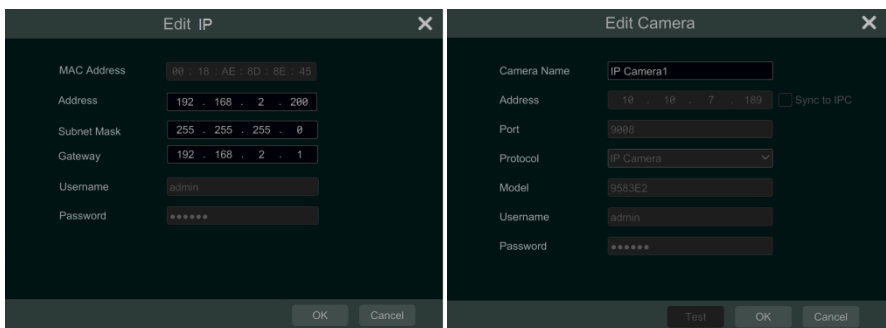 Edit IP
MAC Address 00 : 18 : AE : 8D : 8E : 45
Address 192 . 168 . 2 . 200
Subnet Mask 255 . 255 . 255 . 0
Gateway 192 . 168 . 2 . 1
Username admin
Password ●●●●●●
OK Cancel
Edit Camera
Camera Name IP Camera1
Address 10 . 10 . 7 . 189 Sync to IPC
Port 9008
Protocol IP Camera
Model 9583E2
Username admin
Password ●●●●●●
Test OK Cancel